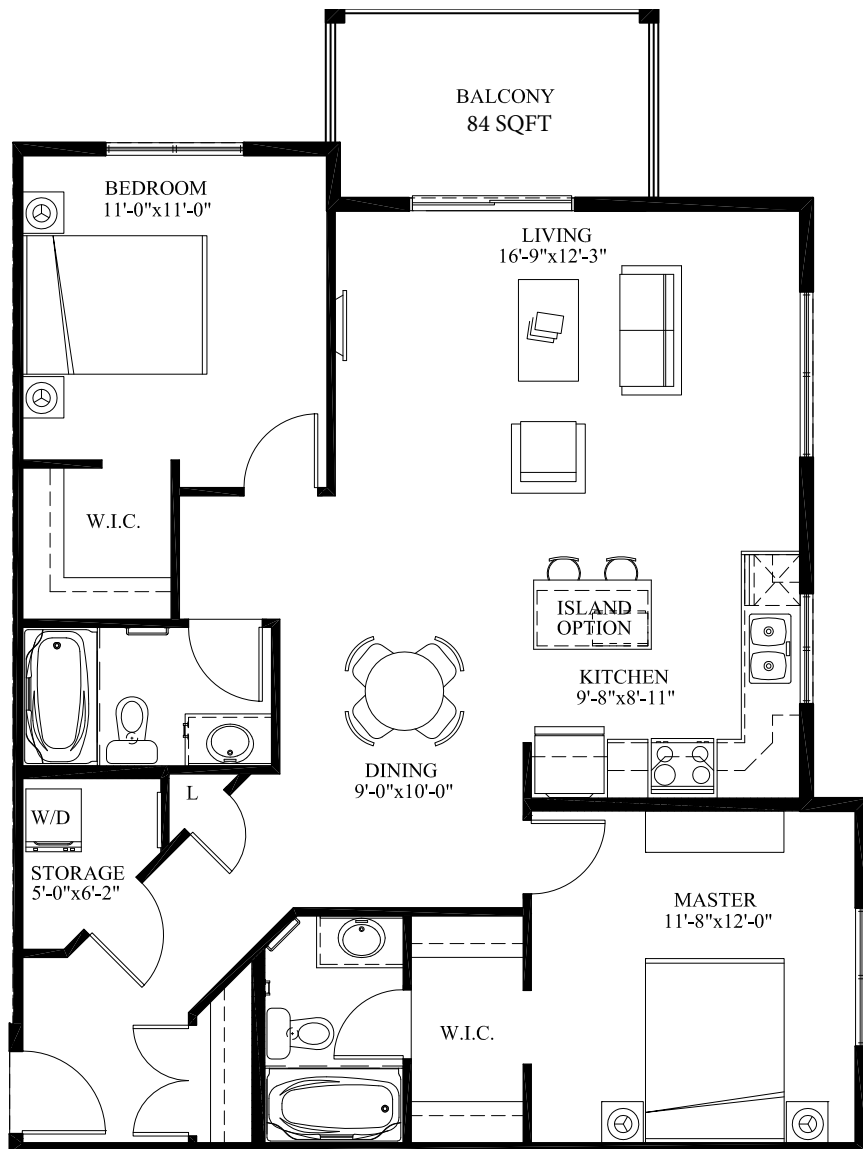 BALCONY
84 SQFT
BEDROOM
11'-0"x11'-0"
LIVING
16'-9"x12'-3"
W.I.C.
ISLAND
OPTION
KITCHEN
9'-8"x8'-11"
DINING
9'-0"x10'-0"
L
W/D
STORAGE
5'-0"x6'-2"
MASTER
11'-8"x12'-0"
W.I.C.